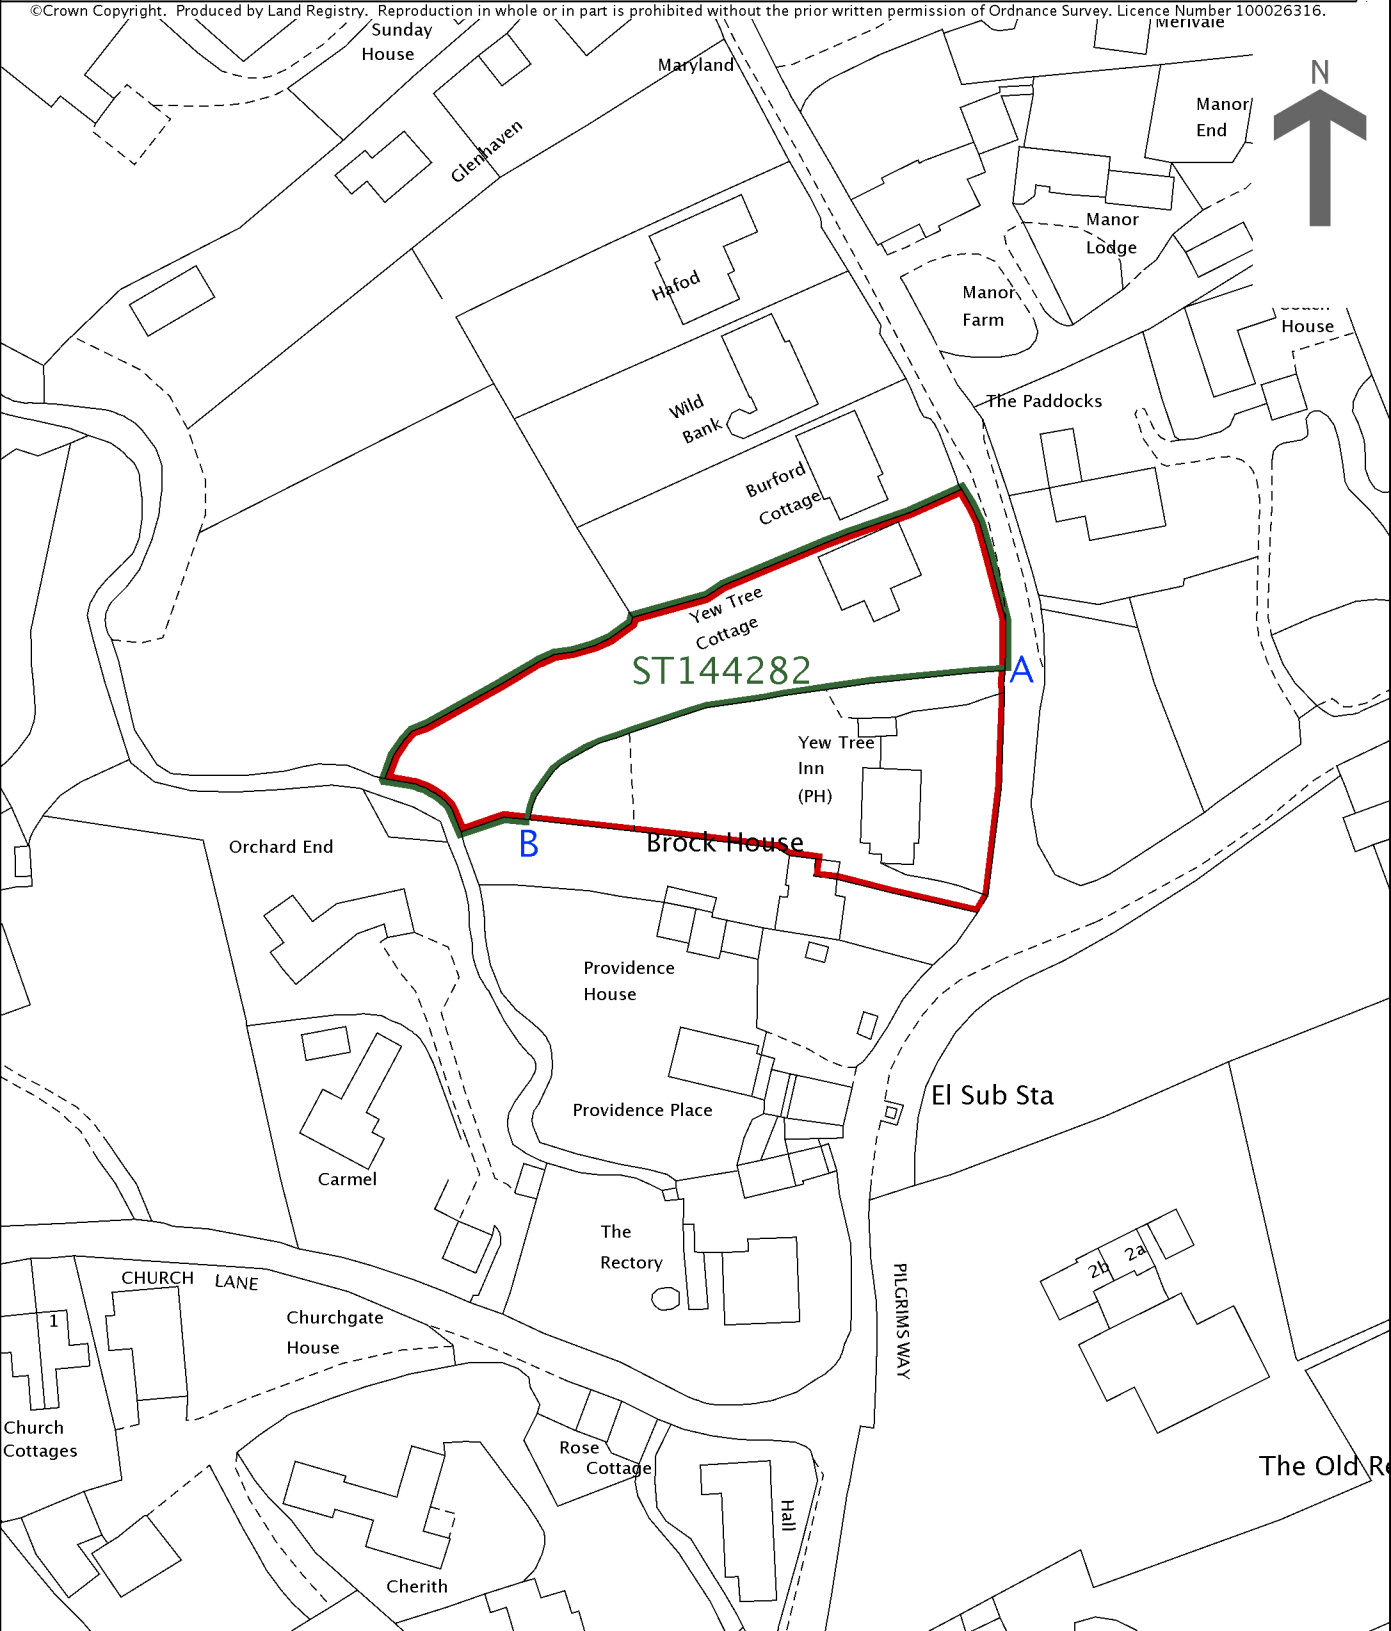 ©Crown Copyright. Produced by Land Registry. Reproduction in whole or in part is prohibited without the prior written permission of Ordnance Survey. Licence Number 100026316.
Merivale
Sunday
House
Maryland
N
Manor
End
Glenhaven
Manor
Lodge
Hafod
Manor
Farm
House
Wild
Bank
The Paddocks
Burford
Cottage
Yew Tree
Cottage
ST144282
A
Yew Tree
Inn
(PH)
B
Brock House
Orchard End
Providence
House
El Sub Sta
Providence Place
Carmel
The
Rectory
2a
2b
CHURCH LANE
PILGRIMS WAY
1
Churchgate
House
Church
Cottages
Rose
Cottage
The Old Re
Hall
Cherith